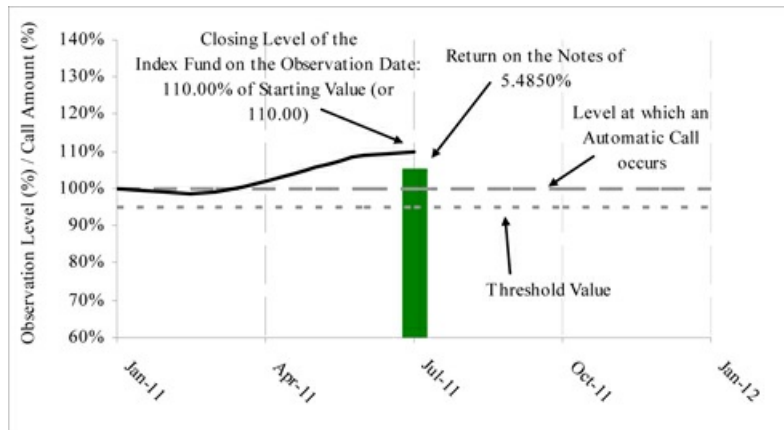 Observation Level (%) / Call Amount (%)
140%
130%
120%
110%
100%
90%
80%
70%
60%
Closing Level of the
Index Fund on the Observation Date:
110.00% of Starting Value (or
110.00)
Return on the Notes of
5.4850%
Level at which an
Automatic Call
occurs
Threshold Value
Jan-11
Apr-11
Jul-11
Oct-11
Jan-12